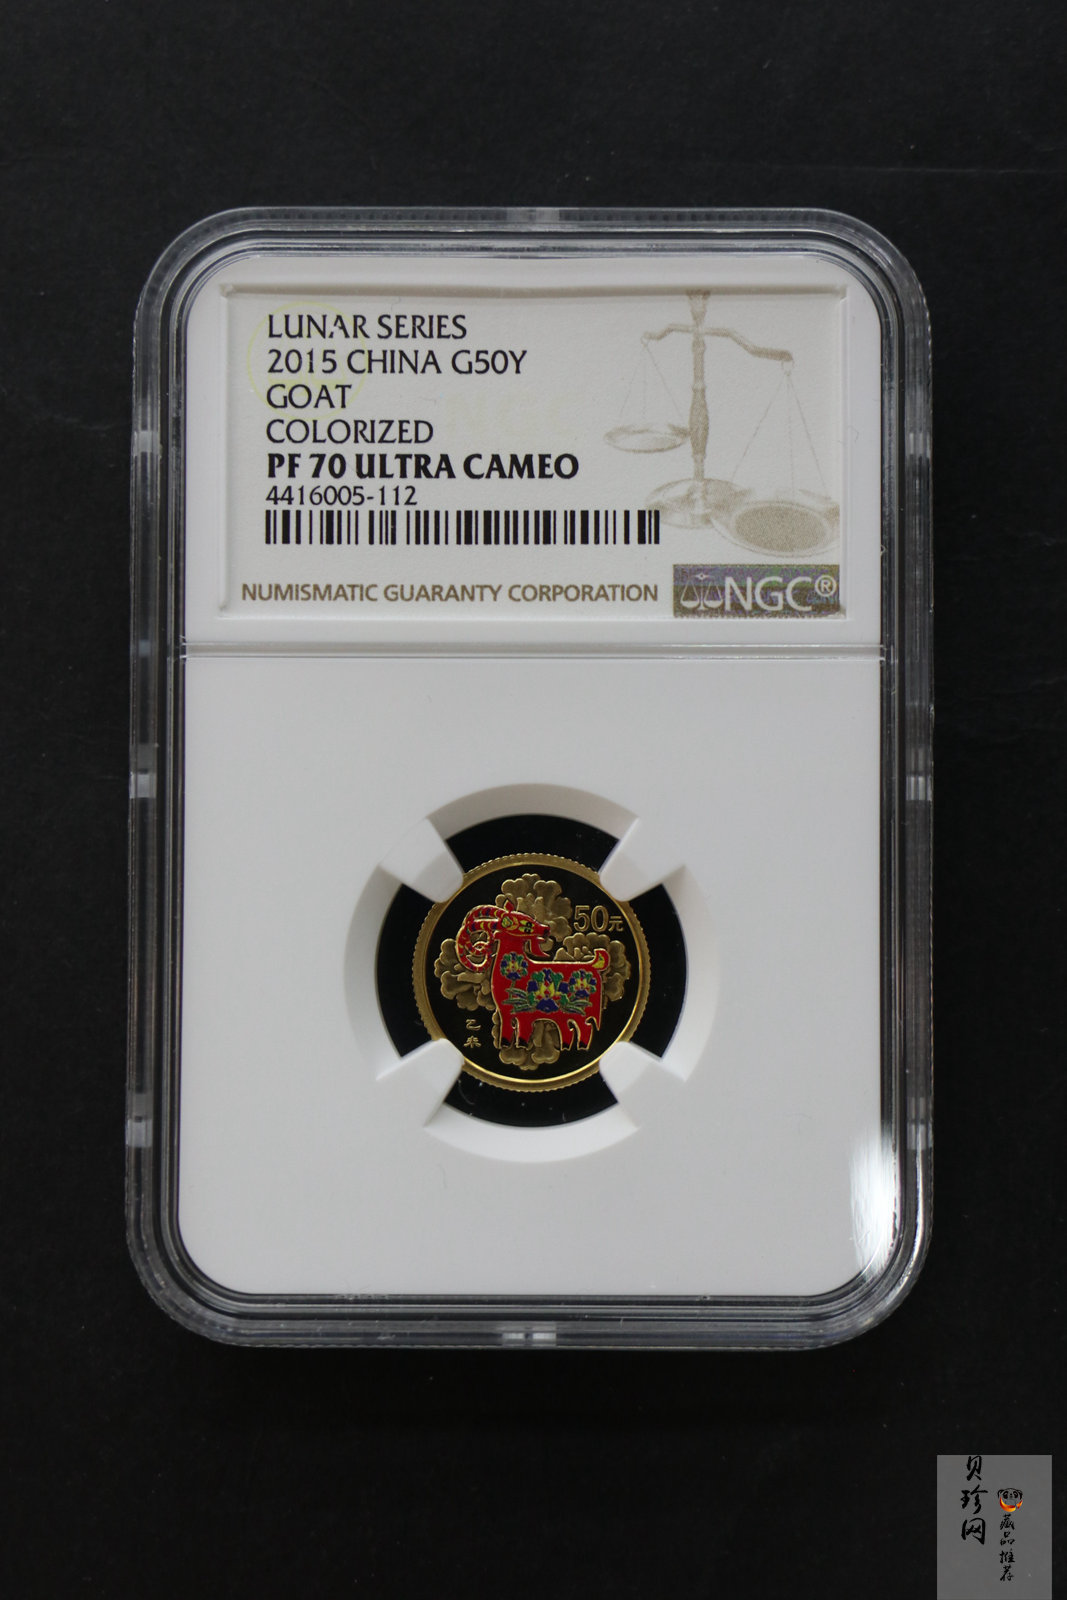 LUNAR SERIES
2015 CHINA G50Y
GOAT
COLORIZED
PF 70 ULTRA CAMEO
4416005-112
NUMISMATIC GUARANTY CORPORATION
NGC®
50元
乙未
贝珍网
藏品推荐